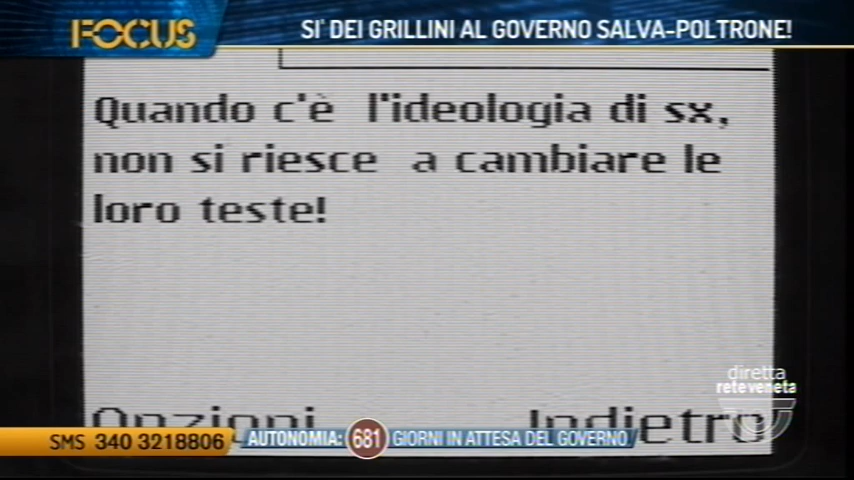 FOCUS
SI' DEI GRILLINI AL GOVERNO SALVA-POLTRONE!
Quando c'è l'ideologia di sx,
non si riesce a cambiare le
loro teste!
diretta
reteveneta
Opzioni Indietro
SMS 340 3218806 AUTONOMIA: 681 GIORNI IN ATTESA DEL GOVERNO